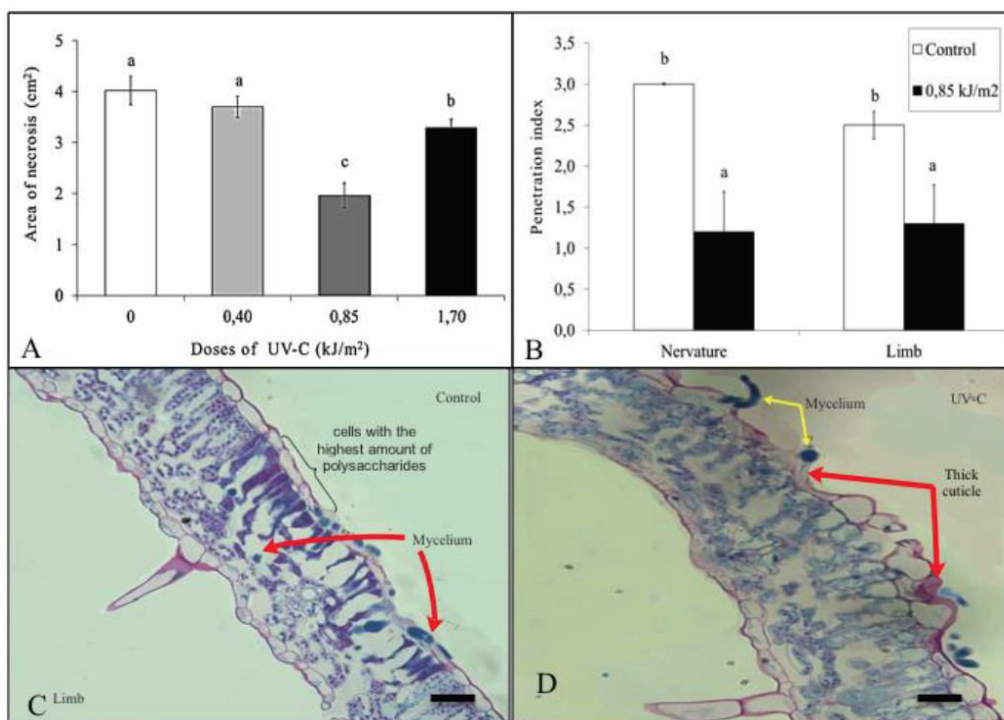 5
4
3
2
1
0
Area of necrosis (cm²)
a
a
c
b
0
0,40
0,85
1,70
Doses of UV-C (kJ/m²)
A
3,5
3,0
2,5
2,0
1,5
1,0
0,5
0,0
Penetration index
b
a
b
a
Control
0,85 kJ/m2
Nervature
Limb
B
Control
cells with the
highest amount of
polysaccharides
Mycelium
C
Limb
Mycelium
UV-C
Thick
cuticle
D